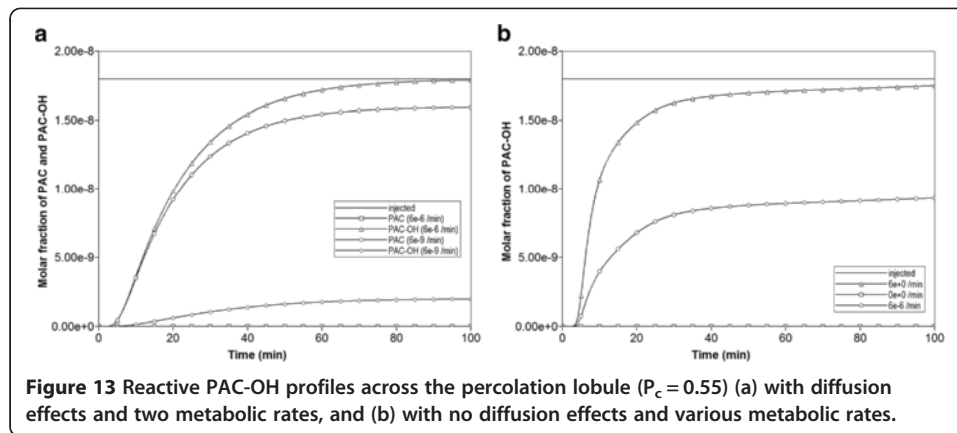 a
b
2.00e-8
1.50e-8
1.00e-8
5.00e-9
0.00e+0
Molar fraction of PAC and PAC-OH
0
20
40
60
80
100
Time (min)
injected
PAC (6e-6 /min)
PAC-OH (6e-6 /min)
PAC (6e-9 /min)
PAC-OH (6e-9 /min)
2.00e-8
1.50e-8
1.00e-8
5.00e-9
0.00e+0
Molar fraction of PAC-OH
0
20
40
60
80
100
Time (min)
injected
6e+0 /min
0e+0 /min
6e-6 /min
Figure 13 Reactive PAC-OH profiles across the percolation lobule (Pc = 0.55) (a) with diffusion
effects and two metabolic rates, and (b) with no diffusion effects and various metabolic rates.